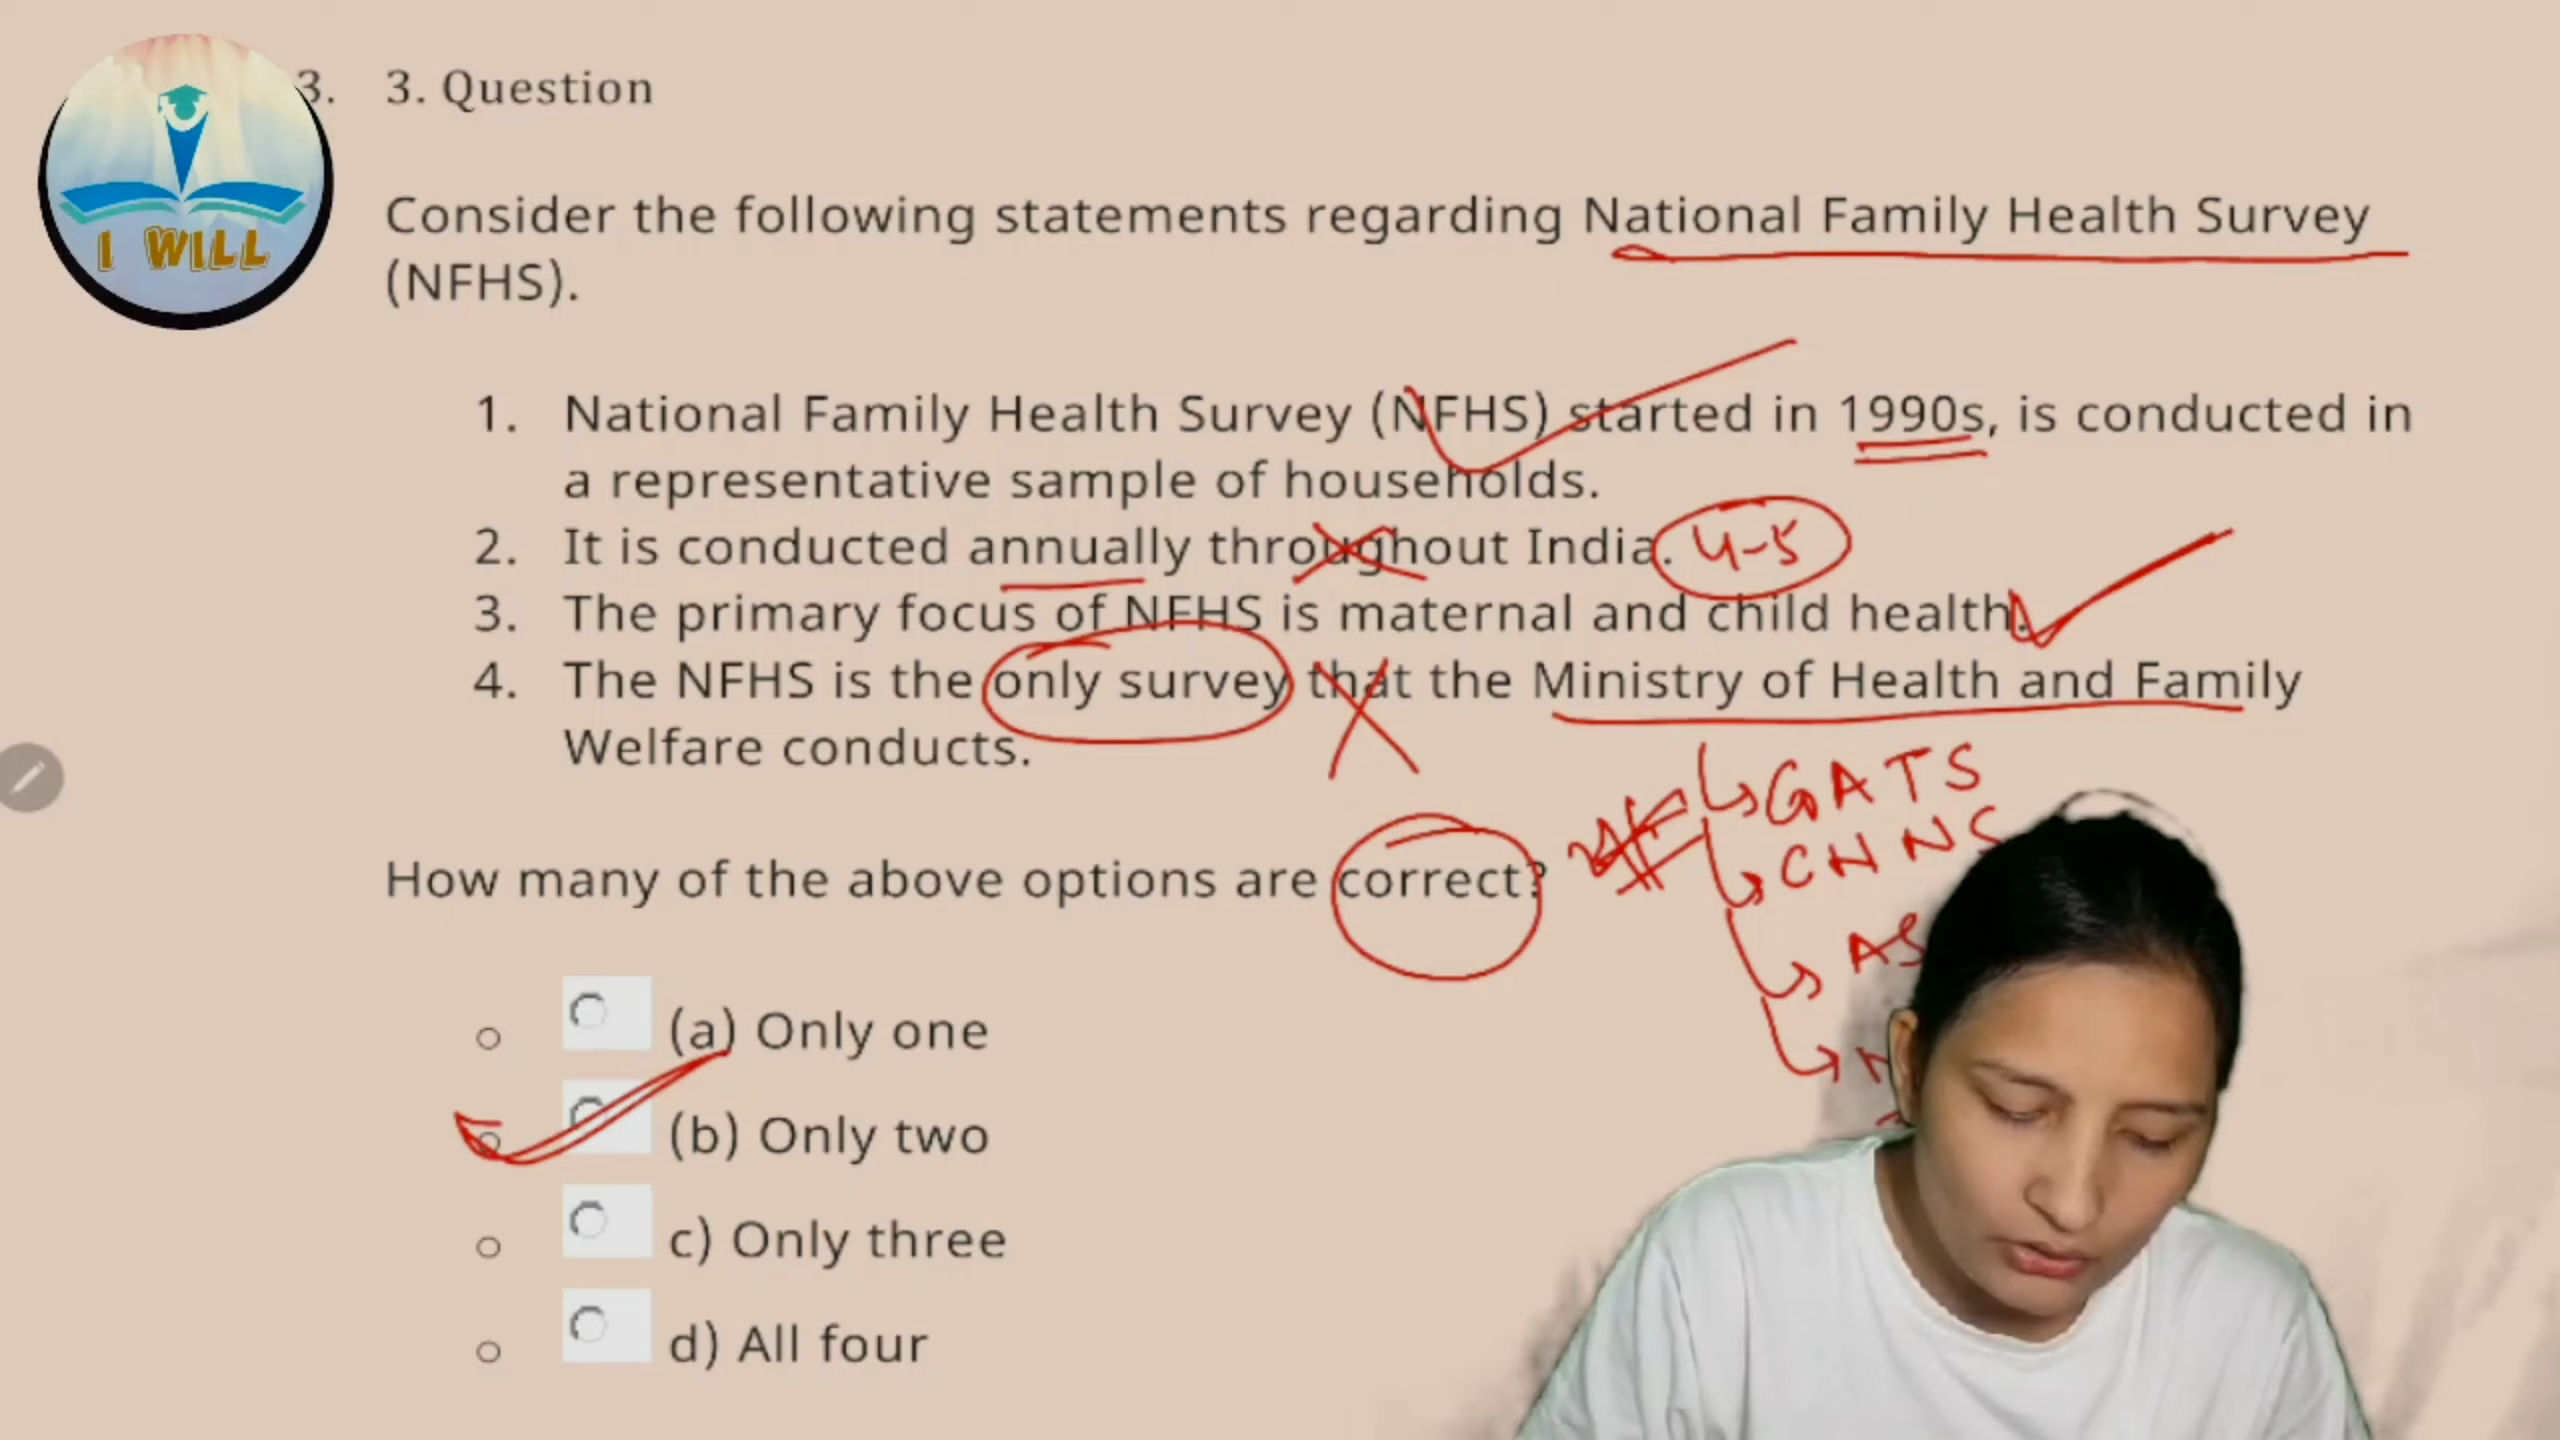 I WILL
3. 3. Question
Consider the following statements regarding National Family Health Survey
(NFHS).
1. National Family Health Survey (NFHS) started in 1990s, is conducted in
a representative sample of households.
2. It is conducted annually throughout India. 4-5
3. The primary focus of NFHS is maternal and child health.
4. The NFHS is the only survey that the Ministry of Health and Family
Welfare conducts.
GATS
CNNS
How many of the above options are correct?
AS
(a) Only one
(b) Only two
c) Only three
d) All four